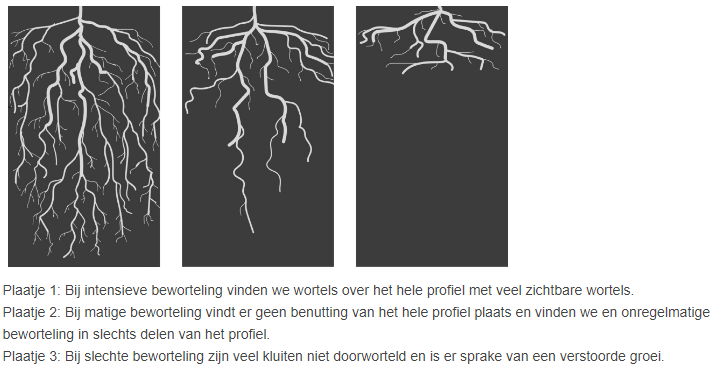 Plaatje 1: Bij intensieve beworteling vinden we wortels over het hele profiel met veel zichtbare wortels.
Plaatje 2: Bij matige beworteling vindt er geen benutting van het hele profiel plaats en vinden we en onregelmatige
beworteling in slechts delen van het profiel.
Plaatje 3: Bij slechte beworteling zijn veel kluiten niet doorworteld en is er sprake van een verstoorde groei.